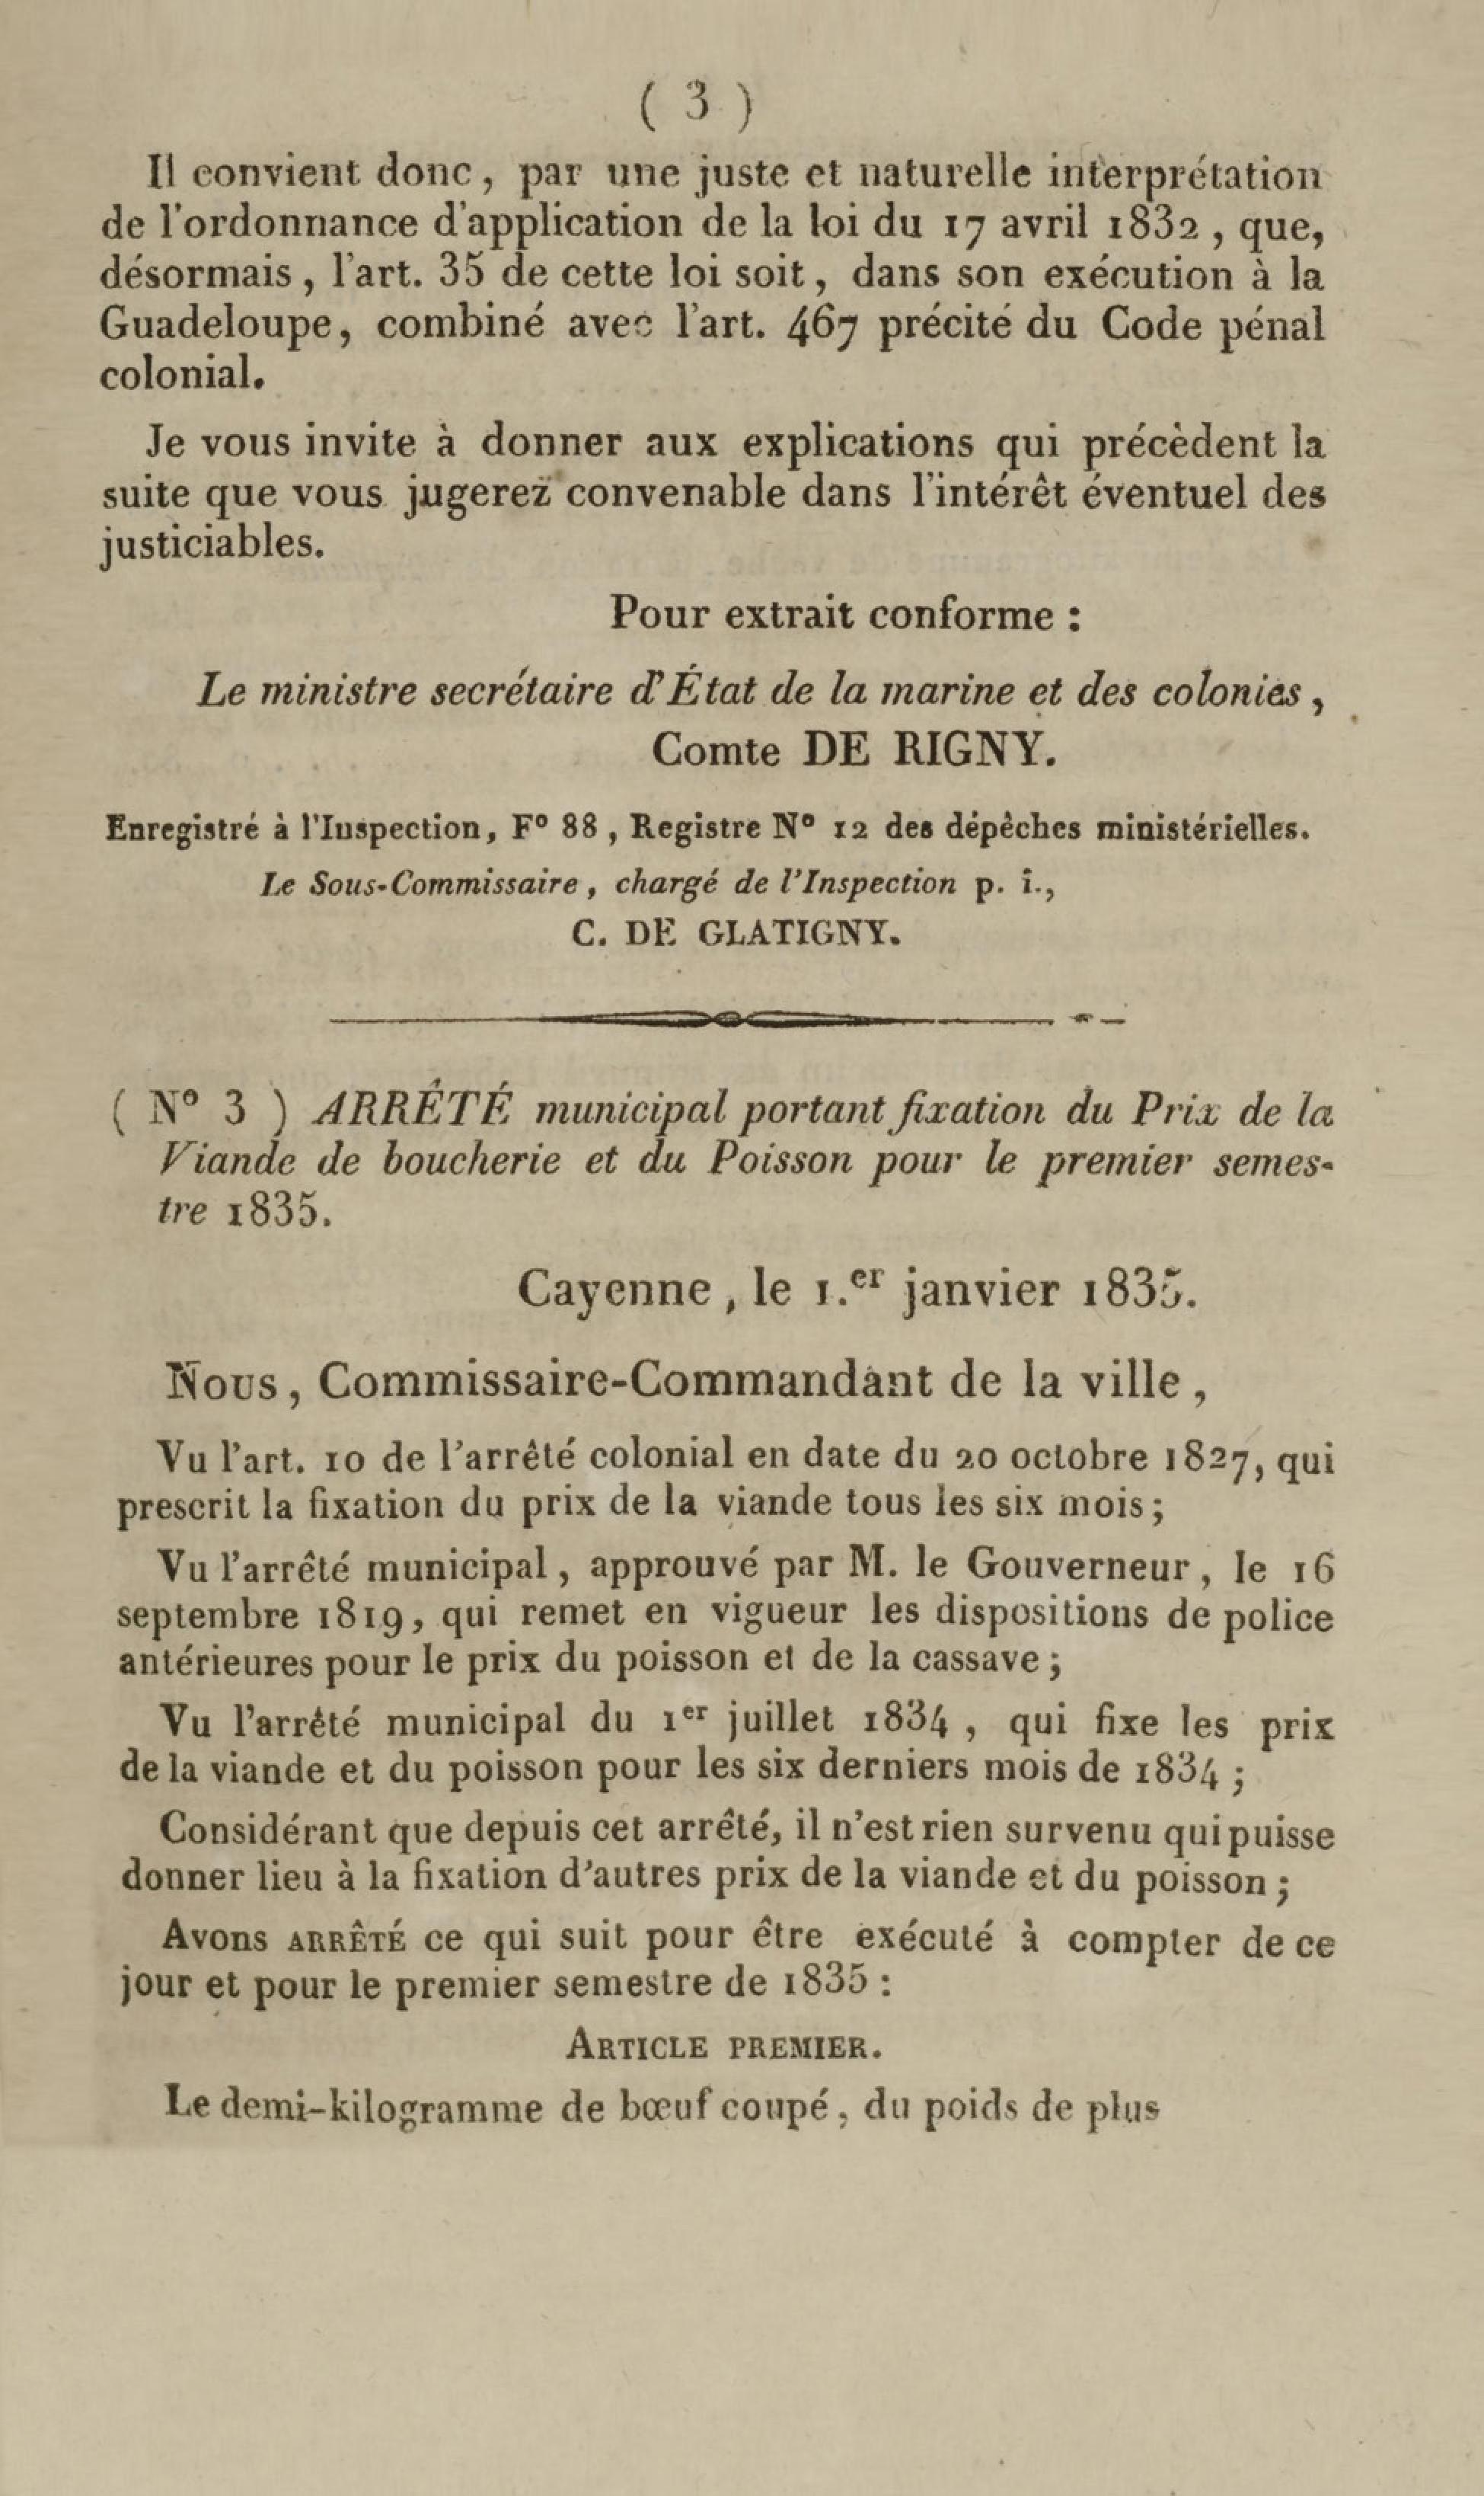 ( 3 )
Il convient donc, par une juste et naturelle interprétation
de l'ordonnance d'application de la loi du 17 avril 1832, que,
désormais, l'art. 35 de cette loi soit, dans son exécution à la
Guadeloupe, combiné avec l'art. 467 précité du Code pénal
colonial.
Je vous invite à donner aux explications qui précèdent la
suite que vous jugerez convenable dans l'intérêt éventuel des
justiciables.
Pour extrait conforme :
Le ministre secrétaire d'État de la marine et des colonies,
Comte DE RIGNY.
Enregistré à l'Inspection, F° 88, Registre N° 12 des dépêches ministérielles.
Le Sous-Commissaire, chargé de l'Inspection p. i.,
C. DE GLATIGNY.
( N° 3 ) ARRÊTÉ municipal portant fixation du Prix de la
Viande de boucherie et du Poisson pour le premier semes-
tre 1835.
Cayenne, le 1.er janvier 1835.
Nous, Commissaire-Commandant de la ville,
Vu l'art. 10 de l'arrêté colonial en date du 20 octobre 1827, qui
prescrit la fixation du prix de la viande tous les six mois;
Vu l'arrêté municipal, approuvé par M. le Gouverneur, le 16
septembre 1819, qui remet en vigueur les dispositions de police
antérieures pour le prix du poisson et de la cassave;
Vu l'arrêté municipal du 1er juillet 1834, qui fixe les prix
de la viande et du poisson pour les six derniers mois de 1834;
Considérant que depuis cet arrêté, il n'est rien survenu qui puisse
donner lieu à la fixation d'autres prix de la viande et du poisson;
Avons ARRÊTÉ ce qui suit pour être exécuté à compter de ce
jour et pour le premier semestre de 1835 :
ARTICLE PREMIER.
Le demi-kilogramme de bœuf coupé, du poids de plus